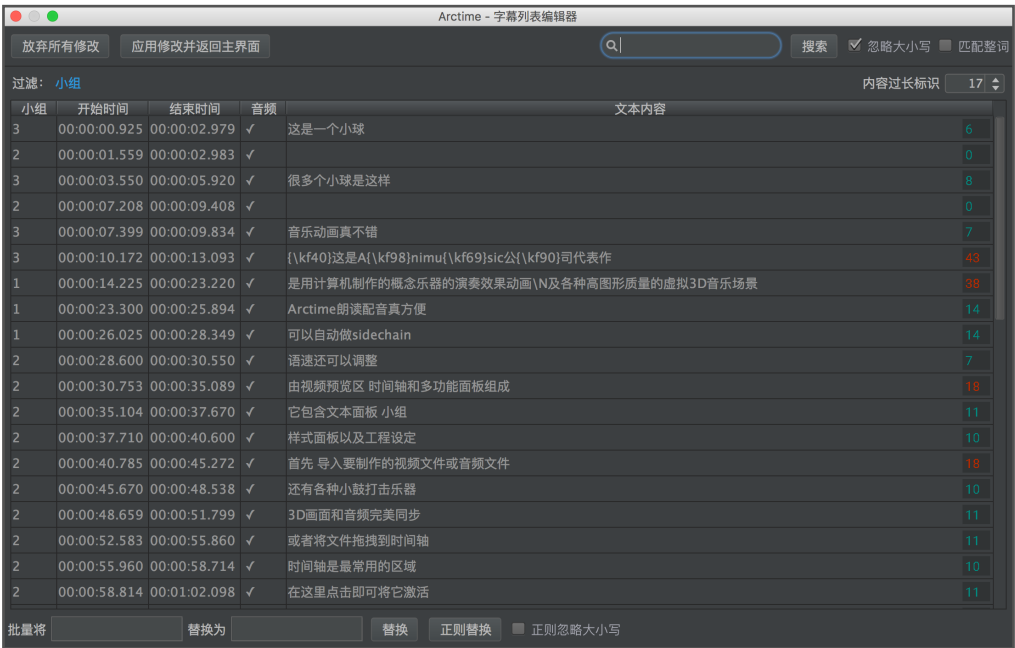 Arctime - 字幕列表编辑器
放弃所有修改 应用修改并返回主界面 搜索 忽略大小写 匹配整词
过滤： 小组 内容过长标识 17
小组 开始时间 结束时间 音频 文本内容
3 00:00:00.925 00:00:02.979 ✓ 这是一个小球 6
2 00:00:01.559 00:00:02.983 ✓ 0
3 00:00:03.550 00:00:05.920 ✓ 很多个小球是这样 8
2 00:00:07.208 00:00:09.408 ✓ 0
3 00:00:07.399 00:00:09.834 ✓ 音乐动画真不错 7
3 00:00:10.172 00:00:13.093 ✓ {\kf40}这是A{\kf98}nimu{\kf69}sic公{\kf90}司代表作 43
1 00:00:14.225 00:00:23.220 ✓ 是用计算机制作的概念乐器的演奏效果动画\N及各种高图形质量的虚拟3D音乐场景 38
1 00:00:23.300 00:00:25.894 ✓ Arctime朗读配音真方便 14
1 00:00:26.025 00:00:28.349 ✓ 可以自动做sidechain 14
2 00:00:28.600 00:00:30.550 ✓ 语速还可以调整 7
2 00:00:30.753 00:00:35.089 ✓ 由视频预览区 时间轴和多功能面板组成 18
2 00:00:35.104 00:00:37.670 ✓ 它包含文本面板 小组 11
2 00:00:37.710 00:00:40.600 ✓ 样式面板以及工程设定 10
2 00:00:40.785 00:00:45.272 ✓ 首先 导入要制作的视频文件或音频文件 18
2 00:00:45.670 00:00:48.538 ✓ 还有各种小鼓打击乐器 10
2 00:00:48.659 00:00:51.799 ✓ 3D画面和音频完美同步 11
2 00:00:52.583 00:00:55.860 ✓ 或者将文件拖拽到时间轴 11
2 00:00:55.960 00:00:58.714 ✓ 时间轴是最常用的区域 10
2 00:00:58.814 00:01:02.098 ✓ 在这里点击即可将它激活 11
批量将 替换为 替换 正则替换 正则忽略大小写